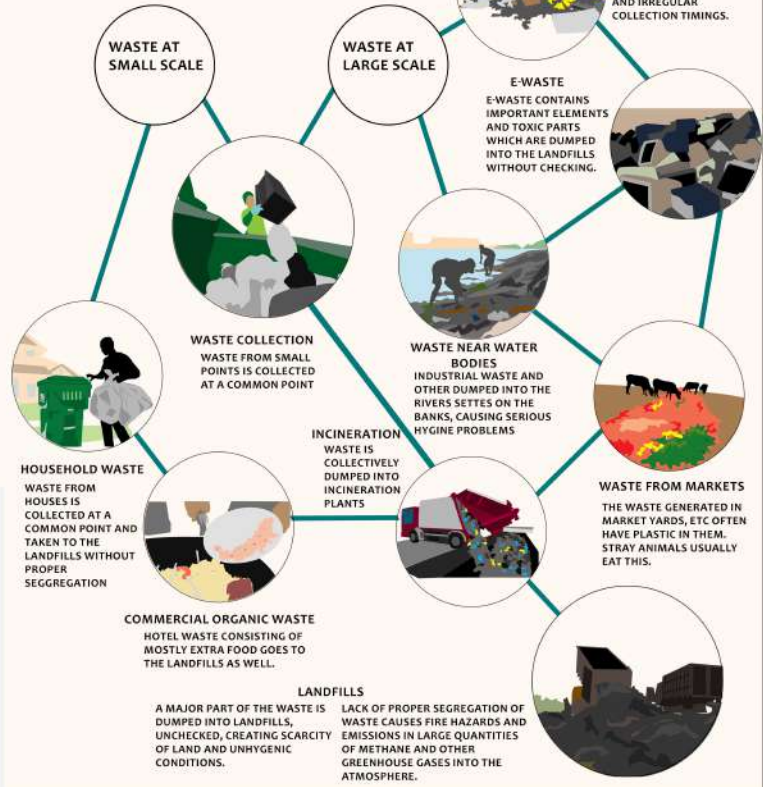 AND IRREGULAR
COLLECTION TIMINGS.
WASTE AT
SMALL SCALE
WASTE AT
LARGE SCALE
E-WASTE
E-WASTE CONTAINS
IMPORTANT ELEMENTS
AND TOXIC PARTS
WHICH ARE DUMPED
INTO THE LANDFILLS
WITHOUT CHECKING.
WASTE COLLECTION
WASTE FROM SMALL
POINTS IS COLLECTED
AT A COMMON POINT
WASTE NEAR WATER
BODIES
INDUSTRIAL WASTE AND
OTHER DUMPED INTO THE
RIVERS SETTES ON THE
BANKS, CAUSING SERIOUS
HYGINE PROBLEMS
INCINERATION
WASTE IS
COLLECTIVELY
DUMPED INTO
INCINERATION
PLANTS
HOUSEHOLD WASTE
WASTE FROM
HOUSES IS
COLLECTED AT A
COMMON POINT AND
TAKEN TO THE
LANDFILLS WITHOUT
PROPER
SEGGREGATION
WASTE FROM MARKETS
THE WASTE GENERATED IN
MARKET YARDS, ETC OFTEN
HAVE PLASTIC IN THEM.
STRAY ANIMALS USUALLY
EAT THIS.
COMMERCIAL ORGANIC WASTE
HOTEL WASTE CONSISTING OF
MOSTLY EXTRA FOOD GOES TO
THE LANDFILLS AS WELL.
LANDFILLS
A MAJOR PART OF THE WASTE IS
DUMPED INTO LANDFILLS,
UNCHECKED, CREATING SCARCITY
OF LAND AND UNHYGENIC
CONDITIONS.
LACK OF PROPER SEGREGATION OF
WASTE CAUSES FIRE HAZARDS AND
EMISSIONS IN LARGE QUANTITIES
OF METHANE AND OTHER
GREENHOUSE GASES INTO THE
ATMOSPHERE.